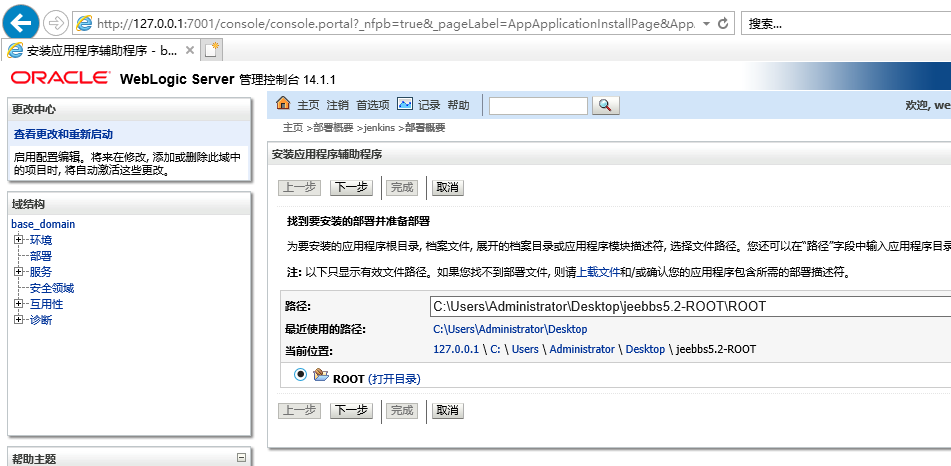 http://127.0.0.1:7001/console/console.portal?_nfpb=true&_pageLabel=AppApplicationInstallPage&App.
搜索...
安装应用程序辅助程序 - b...
ORACLE WebLogic Server 管理控制台 14.1.1
更改中心
查看更改和重新启动
启用配置编辑。将来在修改, 添加或删除此域中
的项目时, 将自动激活这些更改。
域结构
base_domain
环境
部署
服务
安全领域
互用性
诊断
帮助主题
主页 注销 首选项 记录 帮助
欢迎, we
主页 >部署概要 >jenkins >部署概要
安装应用程序辅助程序
上一步 下一步 完成 取消
找到要安装的部署并准备部署
为要安装的应用程序根目录, 档案文件, 展开的档案目录或应用程序模块描述符, 选择文件路径。您还可以在“路径”字段中输入应用程序目录
注: 以下只显示有效文件路径。如果您找不到部署文件, 则请上载文件和/或确认您的应用程序包含所需的部署描述符。
路径: C:\Users\Administrator\Desktop\jeebbs5.2-ROOT\ROOT
最近使用的路径: C:\Users\Administrator\Desktop
当前位置: 127.0.0.1 \ C: \ Users \ Administrator \ Desktop \ jeebbs5.2-ROOT
ROOT (打开目录)
上一步 下一步 完成 取消